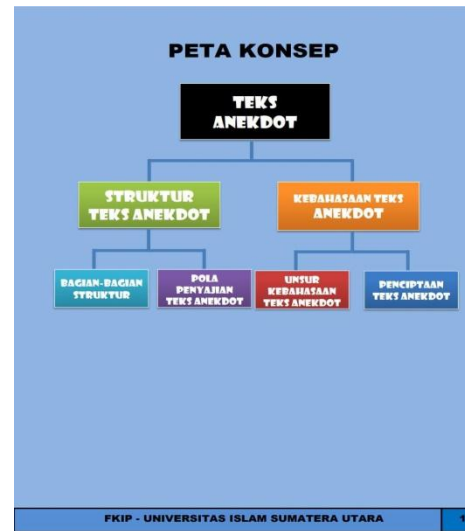 PETA KONSEP
TEKS
ANEKDOT
STRUKTUR
TEKS ANEKDOT
KEBAHASAAN TEKS
ANEKDOT
BAGIAN-BAGIAN
STRUKTUR
POLA
PENYAJIAN
TEKS ANEKDOT
UNSUR
KEBAHASAAN
TEKS ANEKDOT
PENCIPTAAN
TEKS ANEKDOT
FKIP - UNIVERSITAS ISLAM SUMATERA UTARA